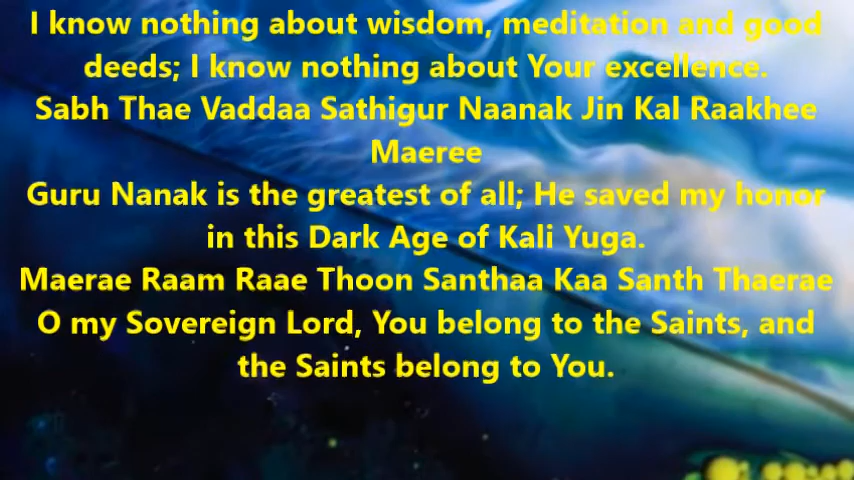 I know nothing about wisdom, meditation and good
deeds; I know nothing about Your excellence.
Sabh Thae Vaddaa Sathigur Naanak Jin Kal Raakhee
Maeree
Guru Nanak is the greatest of all; He saved my honor
in this Dark Age of Kali Yuga.
Maerae Raam Raae Thoon Santhaa Kaa Santh Thaerae
O my Sovereign Lord, You belong to the Saints, and
the Saints belong to You.